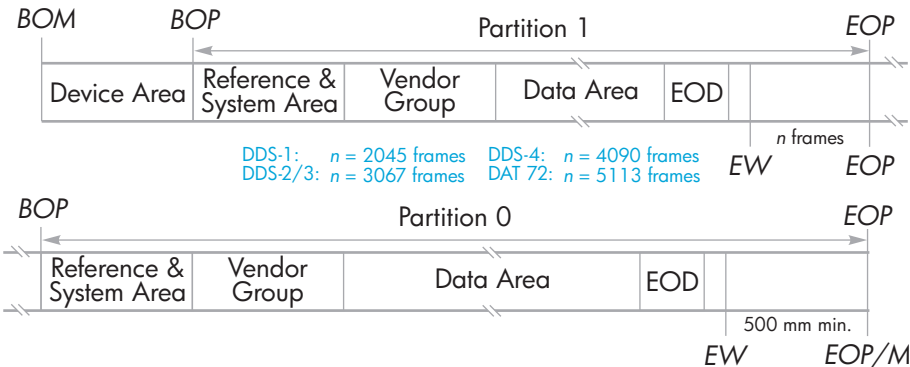 BOM BOP Partition 1 EOP
Device Area Reference & System Area Vendor Group Data Area EOD
n frames
DDS-1: n = 2045 frames DDS-4: n = 4090 frames
DDS-2/3: n = 3067 frames DAT 72: n = 5113 frames
EW EOP
BOP Partition 0 EOP
Reference & System Area Vendor Group Data Area EOD
500 mm min.
EW EOP/M